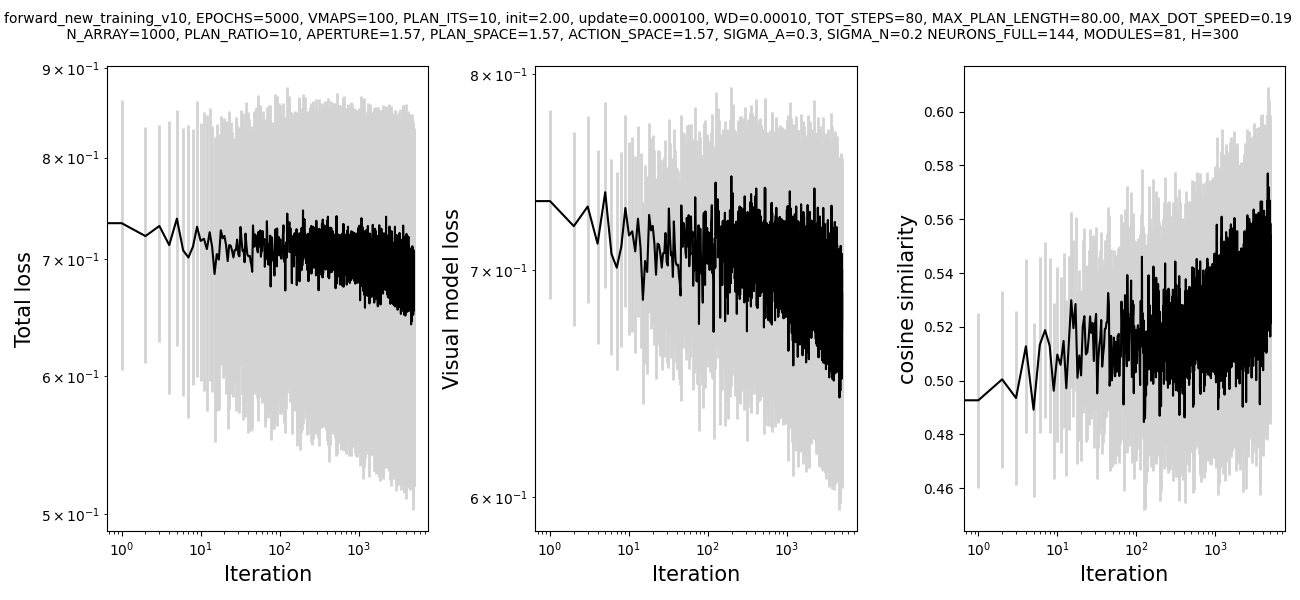 forward_new_training_v10, EPOCHS=5000, VMAPS=100, PLAN_ITS=10, init=2.00, update=0.000100, WD=0.00010, TOT_STEPS=80, MAX_PLAN_LENGTH=80.00, MAX_DOT_SPEED=0.19
N_ARRAY=1000, PLAN_RATIO=10, APERTURE=1.57, PLAN_SPACE=1.57, ACTION_SPACE=1.57, SIGMA_A=0.3, SIGMA_N=0.2 NEURONS_FULL=144, MODULES=81, H=300
Total loss
9 × 10⁻¹
8 × 10⁻¹
7 × 10⁻¹
6 × 10⁻¹
5 × 10⁻¹
10⁰ 10¹ 10² 10³
Iteration
Visual model loss
8 × 10⁻¹
7 × 10⁻¹
6 × 10⁻¹
10⁰ 10¹ 10² 10³
Iteration
cosine similarity
0.60
0.58
0.56
0.54
0.52
0.50
0.48
0.46
10⁰ 10¹ 10² 10³
Iteration